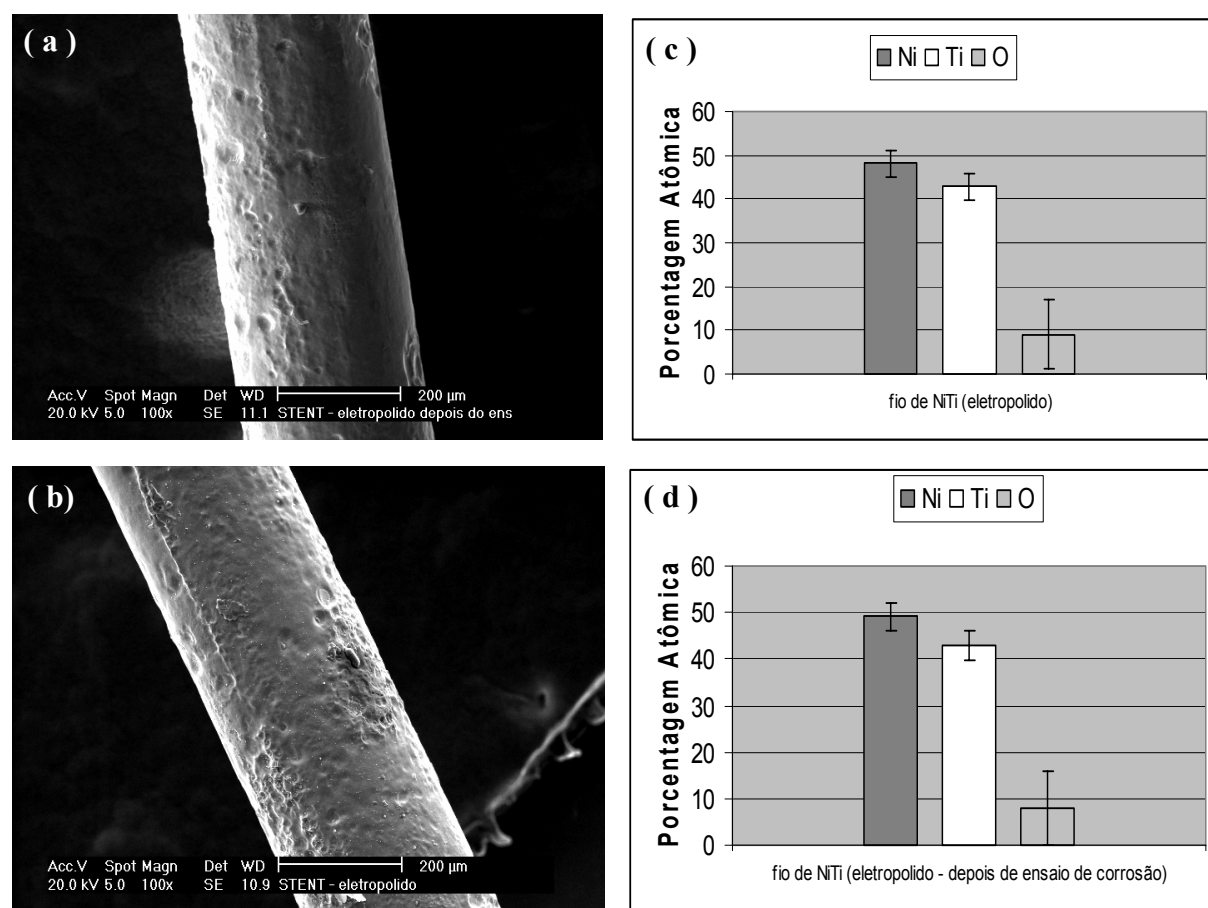 ( a )
Acc.V Spot Magn Det WD 200 µm
20.0 kV 5.0 100x SE 11.1 STENT - eletropolido depois do ens
( b )
Acc.V Spot Magn Det WD 200 µm
20.0 kV 5.0 100x SE 10.9 STENT - eletropolido
( c )
Ni Ti O
Porcentagem Atômica
60
50
40
30
20
10
0
fio de NiTi (eletropolido)
( d )
Ni Ti O
Porcentagem Atômica
60
50
40
30
20
10
0
fio de NiTi (eletropolido - depois de ensaio de corrosão)